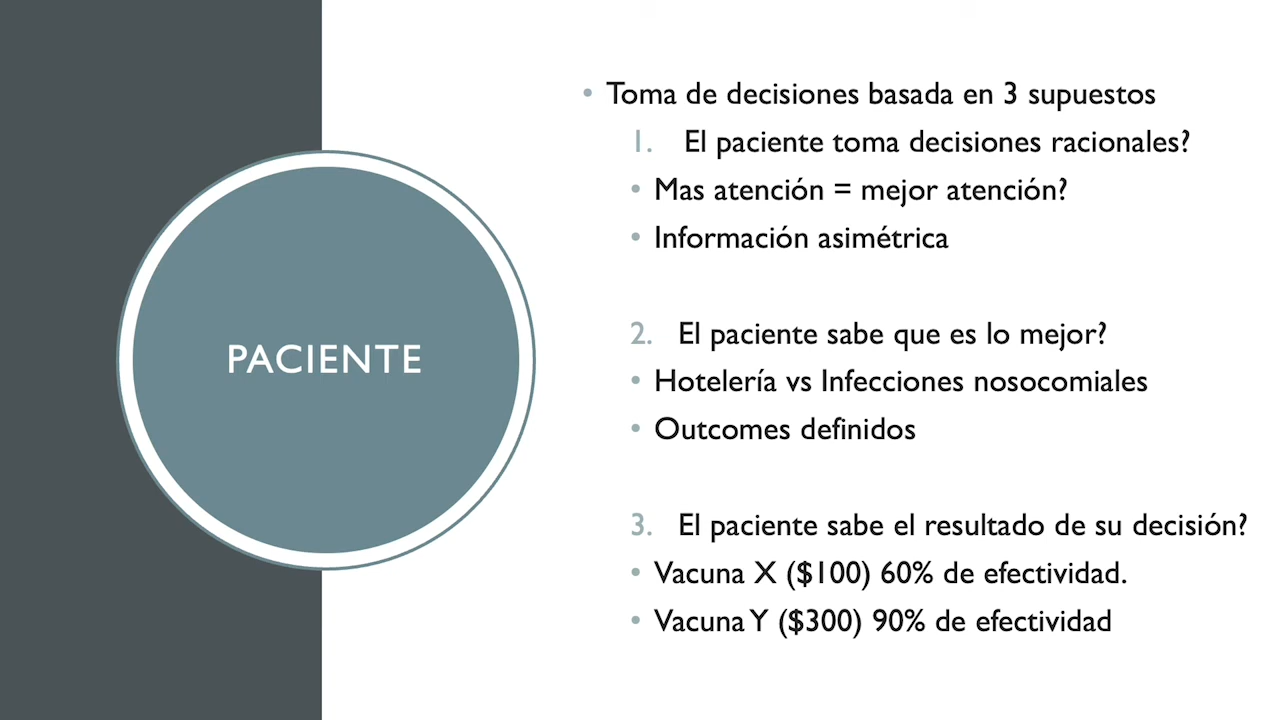 PACIENTE
• Toma de decisiones basada en 3 supuestos
1. El paciente toma decisiones racionales?
• Mas atención = mejor atención?
• Información asimétrica
2. El paciente sabe que es lo mejor?
• Hotelería vs Infecciones nosocomiales
• Outcomes definidos
3. El paciente sabe el resultado de su decisión?
• Vacuna X ($100) 60% de efectividad.
• Vacuna Y ($300) 90% de efectividad